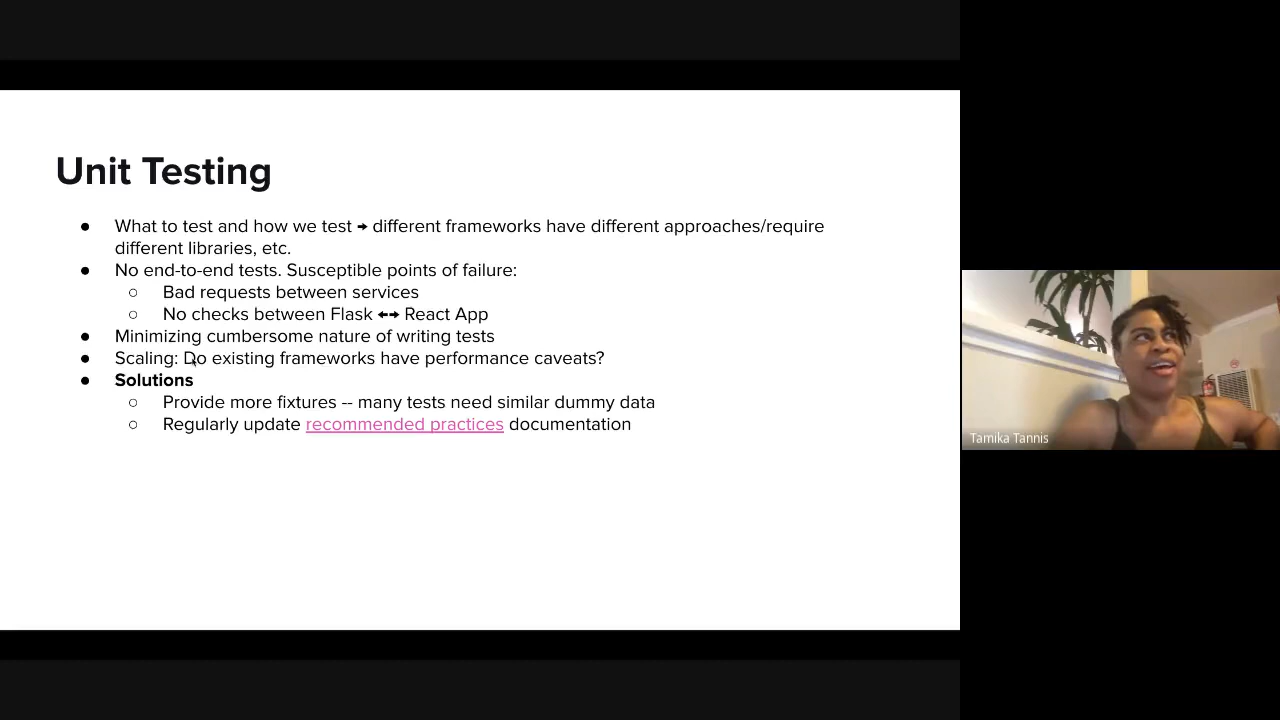 Unit Testing
● What to test and how we test → different frameworks have different approaches/require
different libraries, etc.
● No end-to-end tests. Susceptible points of failure:
○ Bad requests between services
○ No checks between Flask ←→ React App
● Minimizing cumbersome nature of writing tests
● Scaling: Do existing frameworks have performance caveats?
● Solutions
○ Provide more fixtures -- many tests need similar dummy data
○ Regularly update recommended practices documentation
Tamika Tannis